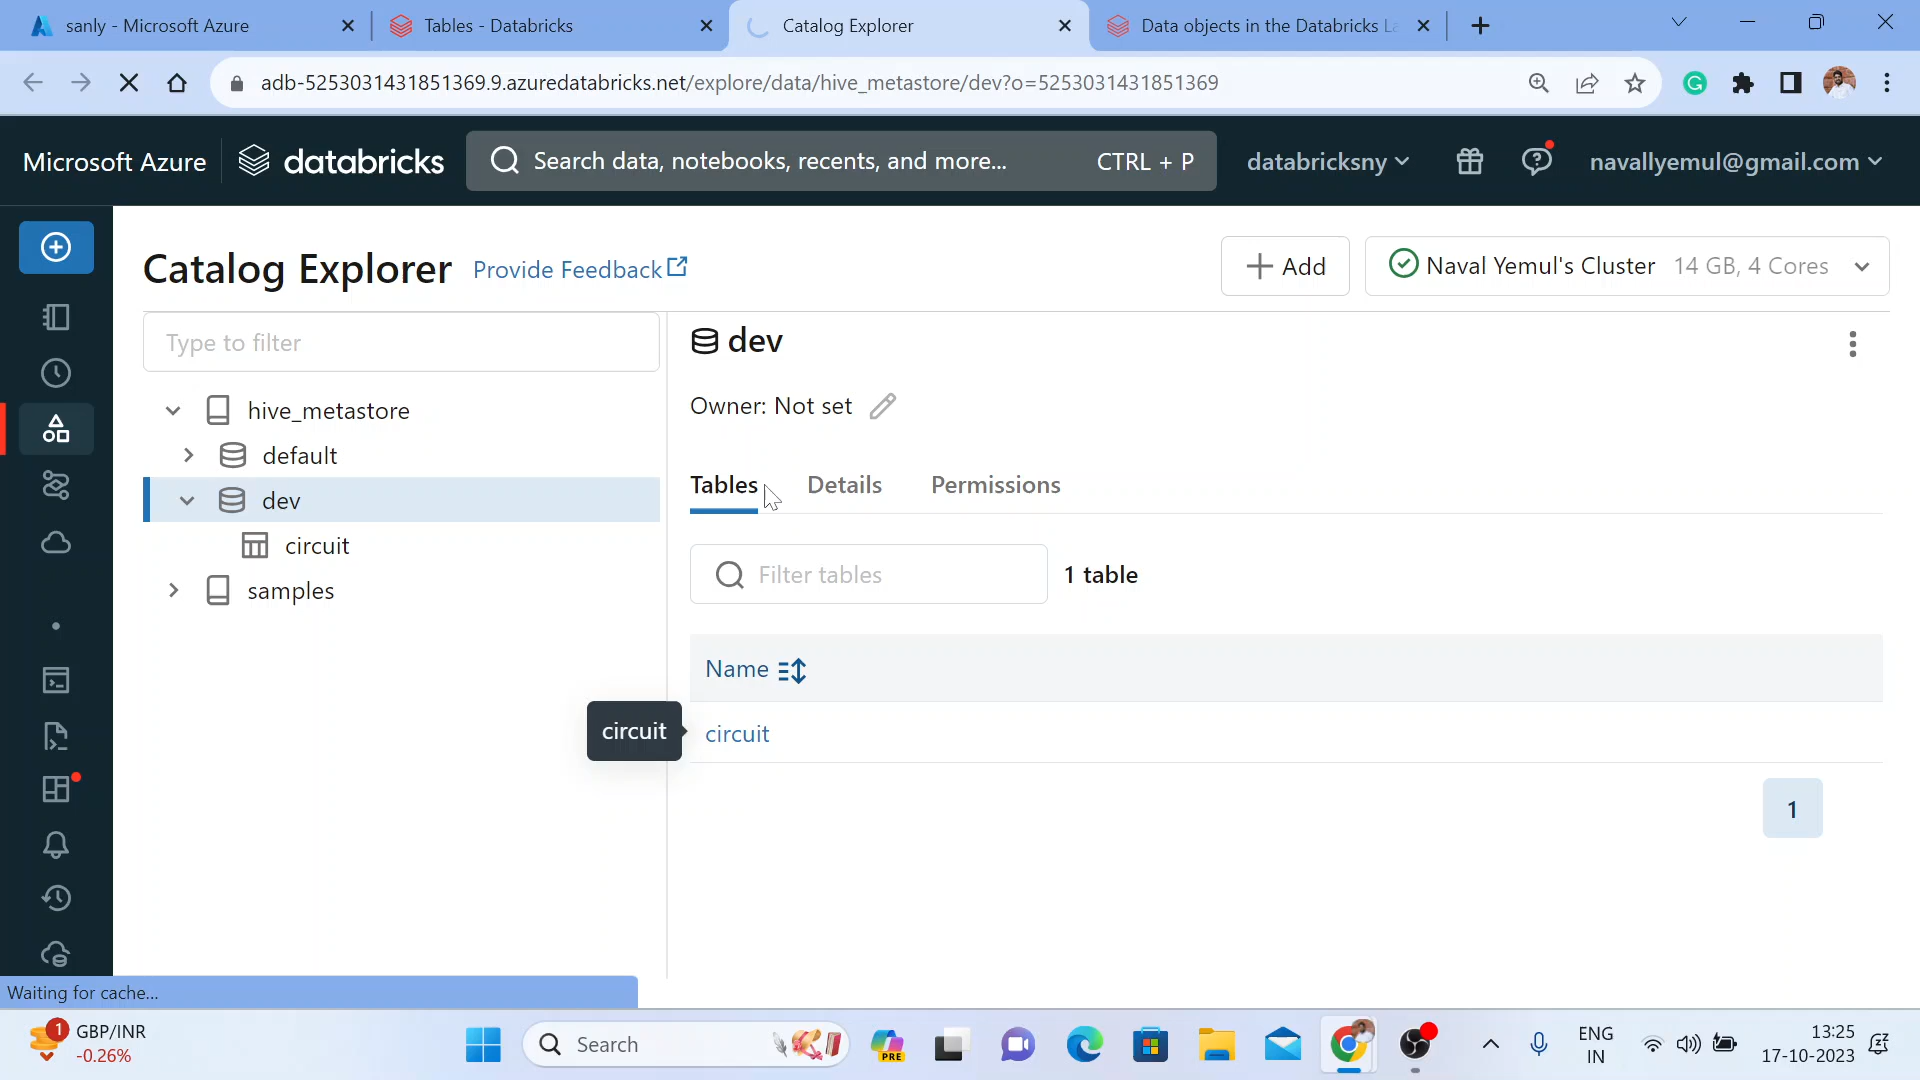 sanly - Microsoft Azure
Tables - Databricks
Catalog Explorer
Data objects in the Databricks La
adb-5253031431851369.9.azuredatabricks.net/explore/data/hive_metastore/dev?o=5253031431851369
Microsoft Azure
databricks
Search data, notebooks, recents, and more...
CTRL + P
databricksny
navallyemul@gmail.com
Catalog Explorer
Provide Feedback
Add
Naval Yemul's Cluster 14 GB, 4 Cores
Type to filter
hive_metastore
default
dev
circuit
samples
dev
Owner: Not set
Tables
Details
Permissions
Filter tables
1 table
Name
circuit
circuit
1
Waiting for cache...
1
GBP/INR
-0.26%
Search
PRE
ENG
IN
13:25
17-10-2023